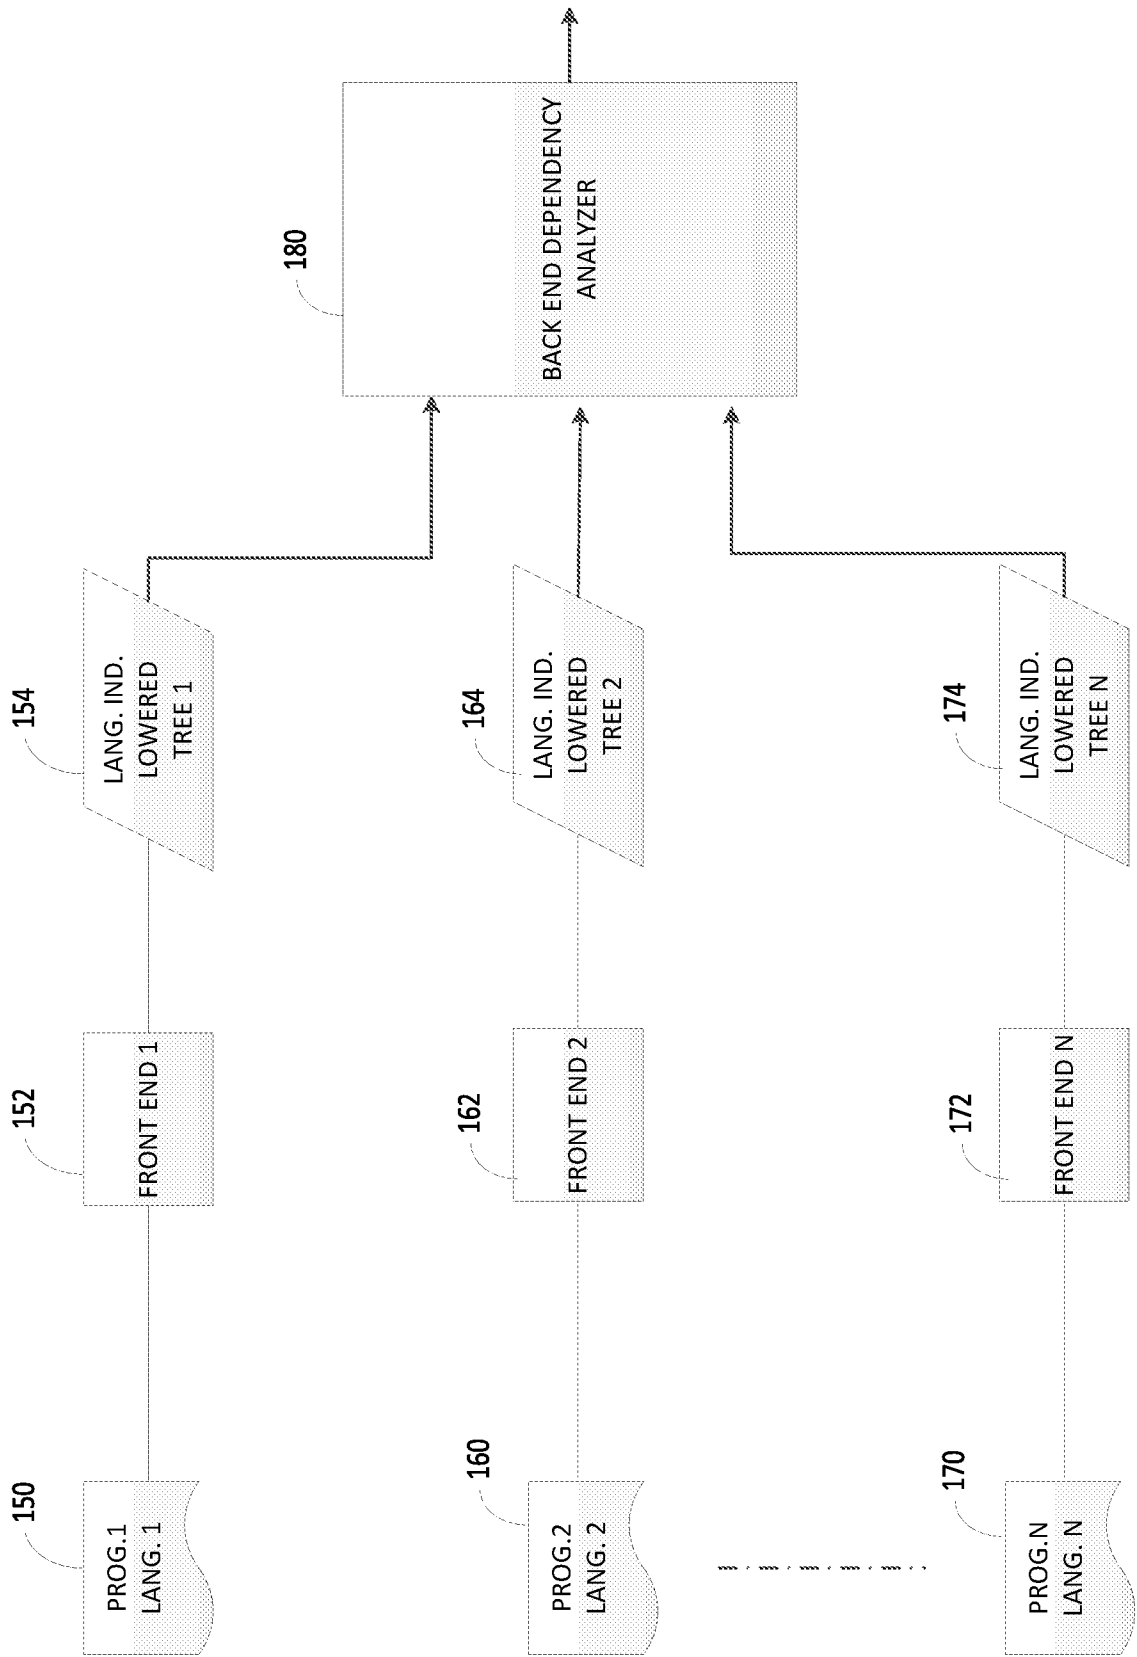 150
PROG.1
LANG. 1
152
FRONT END 1
154
LANG. IND.
LOWERED
TREE 1
160
PROG.2
LANG. 2
162
FRONT END 2
164
LANG. IND.
LOWERED
TREE 2
170
PROG.N
LANG. N
172
FRONT END N
174
LANG. IND.
LOWERED
TREE N
180
BACK END DEPENDENCY
ANALYZER